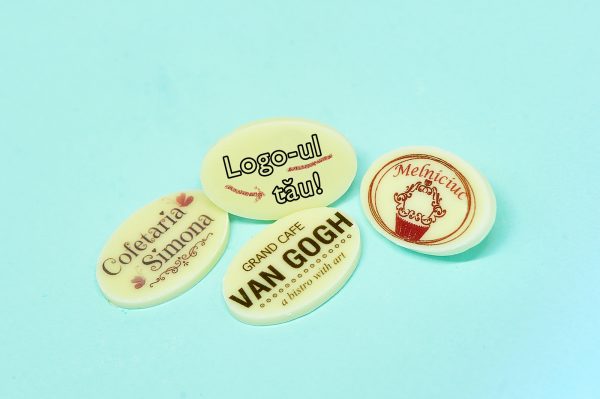 Logo-ul
tău!
Melniciuc
Cofetaria
Simona
GRAND CAFE
VAN GOGH
a bistro with art